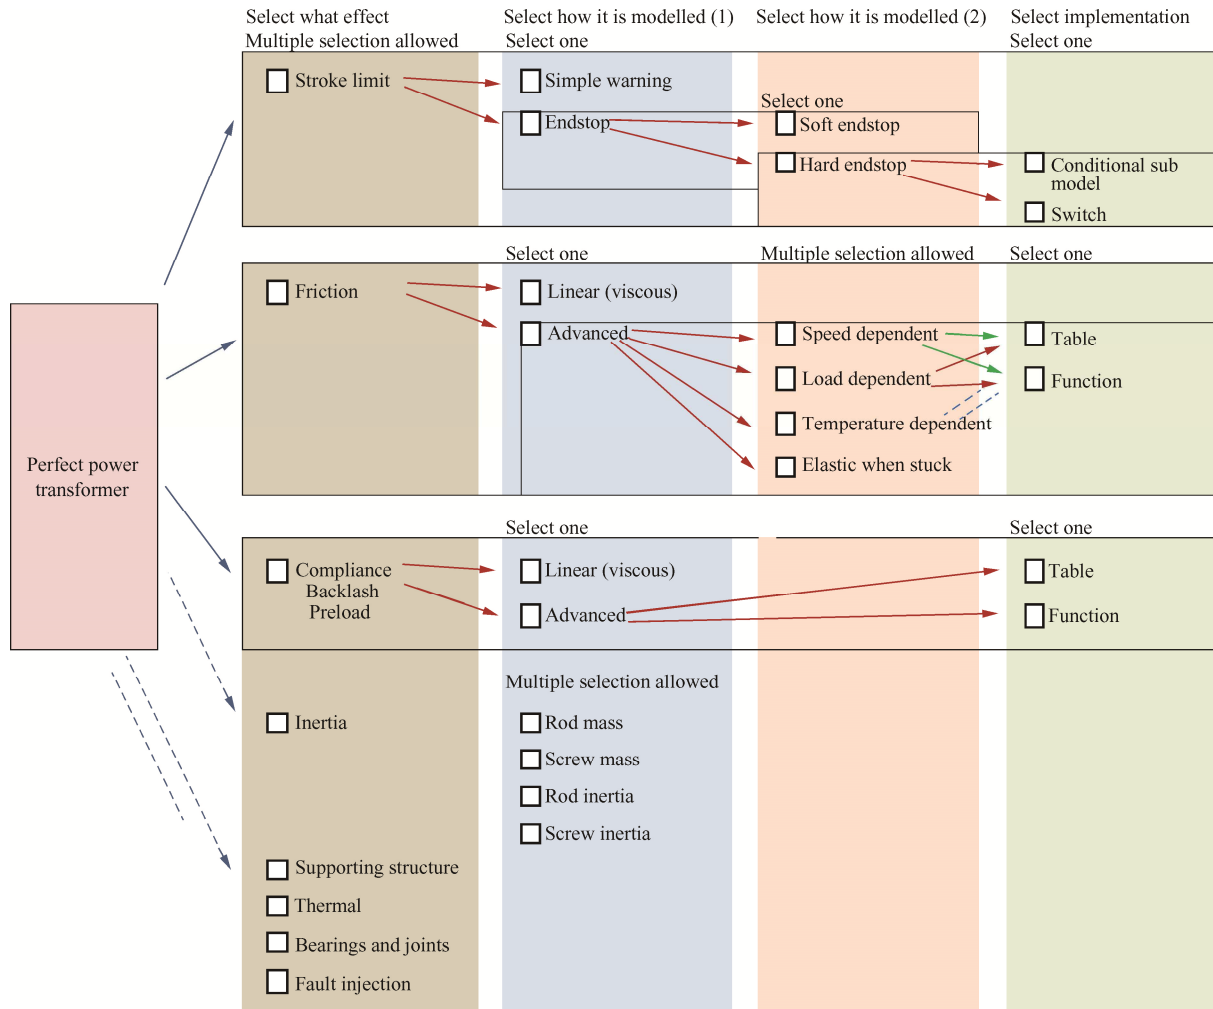 Select what effect
Multiple selection allowed
Select how it is modelled (1)
Select one
Select how it is modelled (2)
Select implementation
Select one
Stroke limit
Simple warning
Endstop
Select one
Soft endstop
Hard endstop
Conditional sub
model
Switch
Select one
Multiple selection allowed
Select one
Friction
Linear (viscous)
Advanced
Speed dependent
Load dependent
Temperature dependent
Elastic when stuck
Table
Function
Perfect power
transformer
Select one
Select one
Compliance
Backlash
Preload
Linear (viscous)
Advanced
Table
Function
Multiple selection allowed
Inertia
Rod mass
Screw mass
Rod inertia
Screw inertia
Supporting structure
Thermal
Bearings and joints
Fault injection